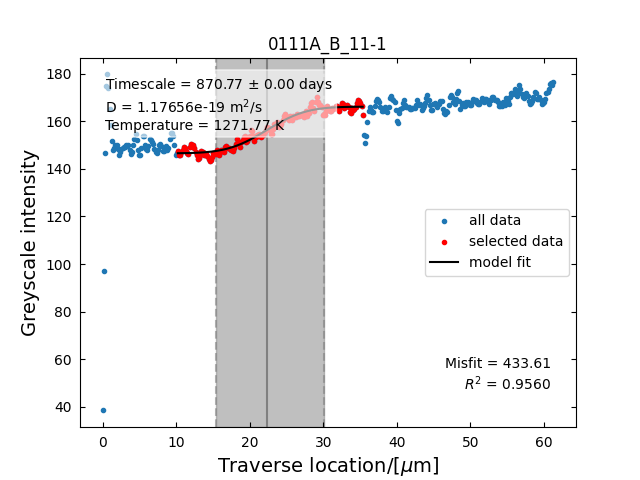 0111A_B_11-1
Timescale = 870.77 ± 0.00 days
D = 1.17656e-19 m²/s
Temperature = 1271.77 K
180
160
140
120
100
80
60
40
Greyscale intensity
all data
selected data
model fit
Misfit = 433.61
R² = 0.9560
0 10 20 30 40 50 60
Traverse location/[μm]